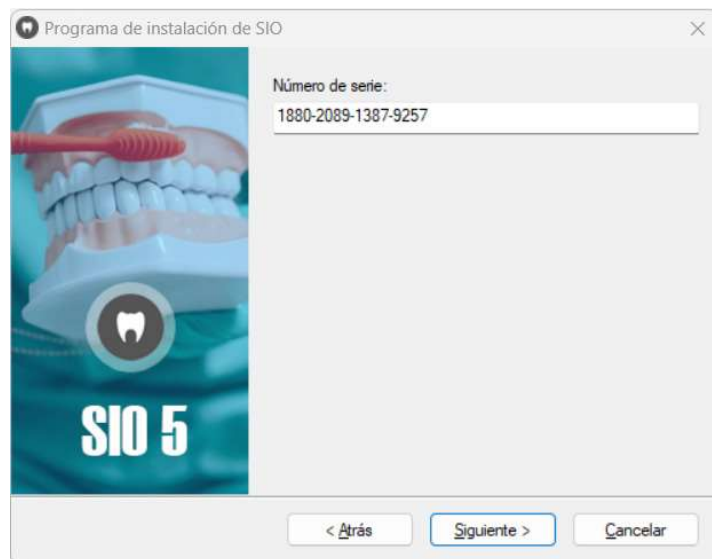 Programa de instalación de SIO
Número de serie:
1880-2089-1387-9257
SIO 5
< Atrás
Siguiente >
Cancelar